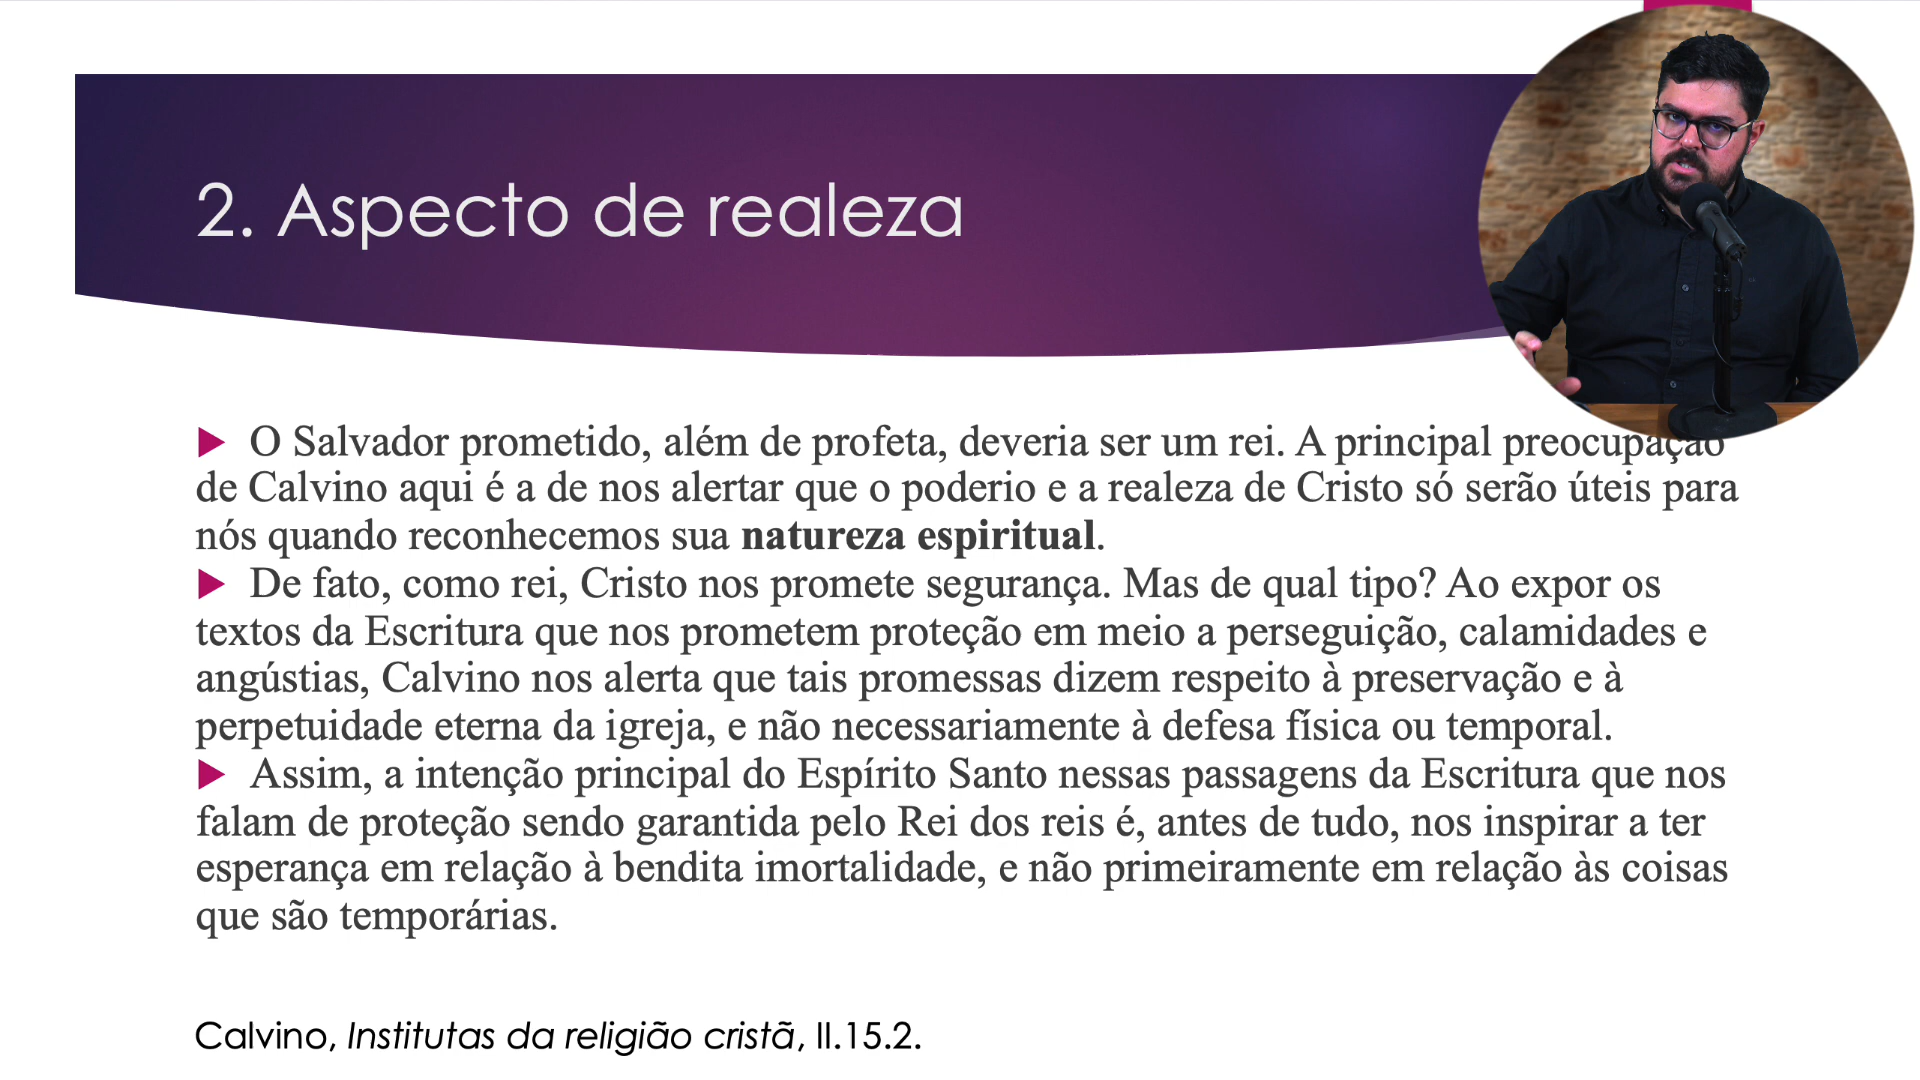 2. Aspecto de realeza
O Salvador prometido, além de profeta, deveria ser um rei. A principal preocupação
de Calvino aqui é a de nos alertar que o poderio e a realeza de Cristo só serão úteis para
nós quando reconhecemos sua natureza espiritual.
De fato, como rei, Cristo nos promete segurança. Mas de qual tipo? Ao expor os
textos da Escritura que nos prometem proteção em meio a perseguição, calamidades e
angústias, Calvino nos alerta que tais promessas dizem respeito à preservação e à
perpetuidade eterna da igreja, e não necessariamente à defesa física ou temporal.
Assim, a intenção principal do Espírito Santo nessas passagens da Escritura que nos
falam de proteção sendo garantida pelo Rei dos reis é, antes de tudo, nos inspirar a ter
esperança em relação à bendita imortalidade, e não primeiramente em relação às coisas
que são temporárias.
Calvino, Institutas da religião cristã, II.15.2.